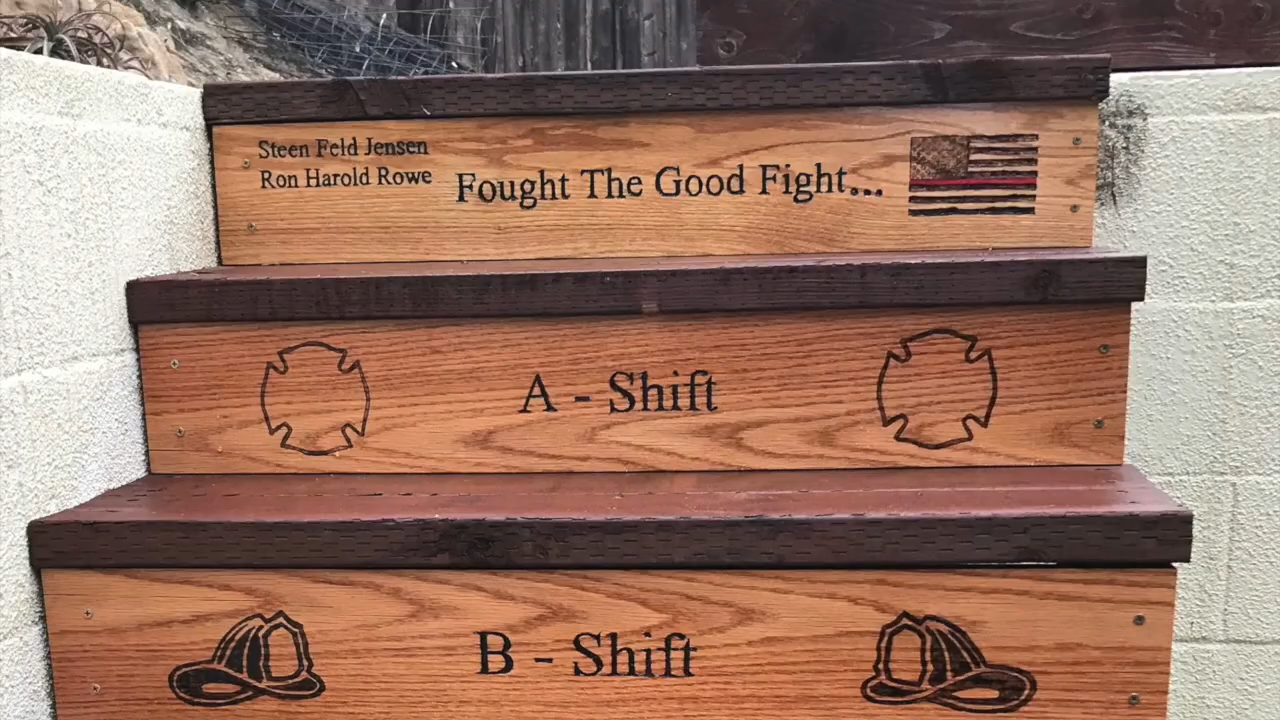 Steen Feld Jensen
Ron Harold Rowe
Fought The Good Fight...
A - Shift
B - Shift